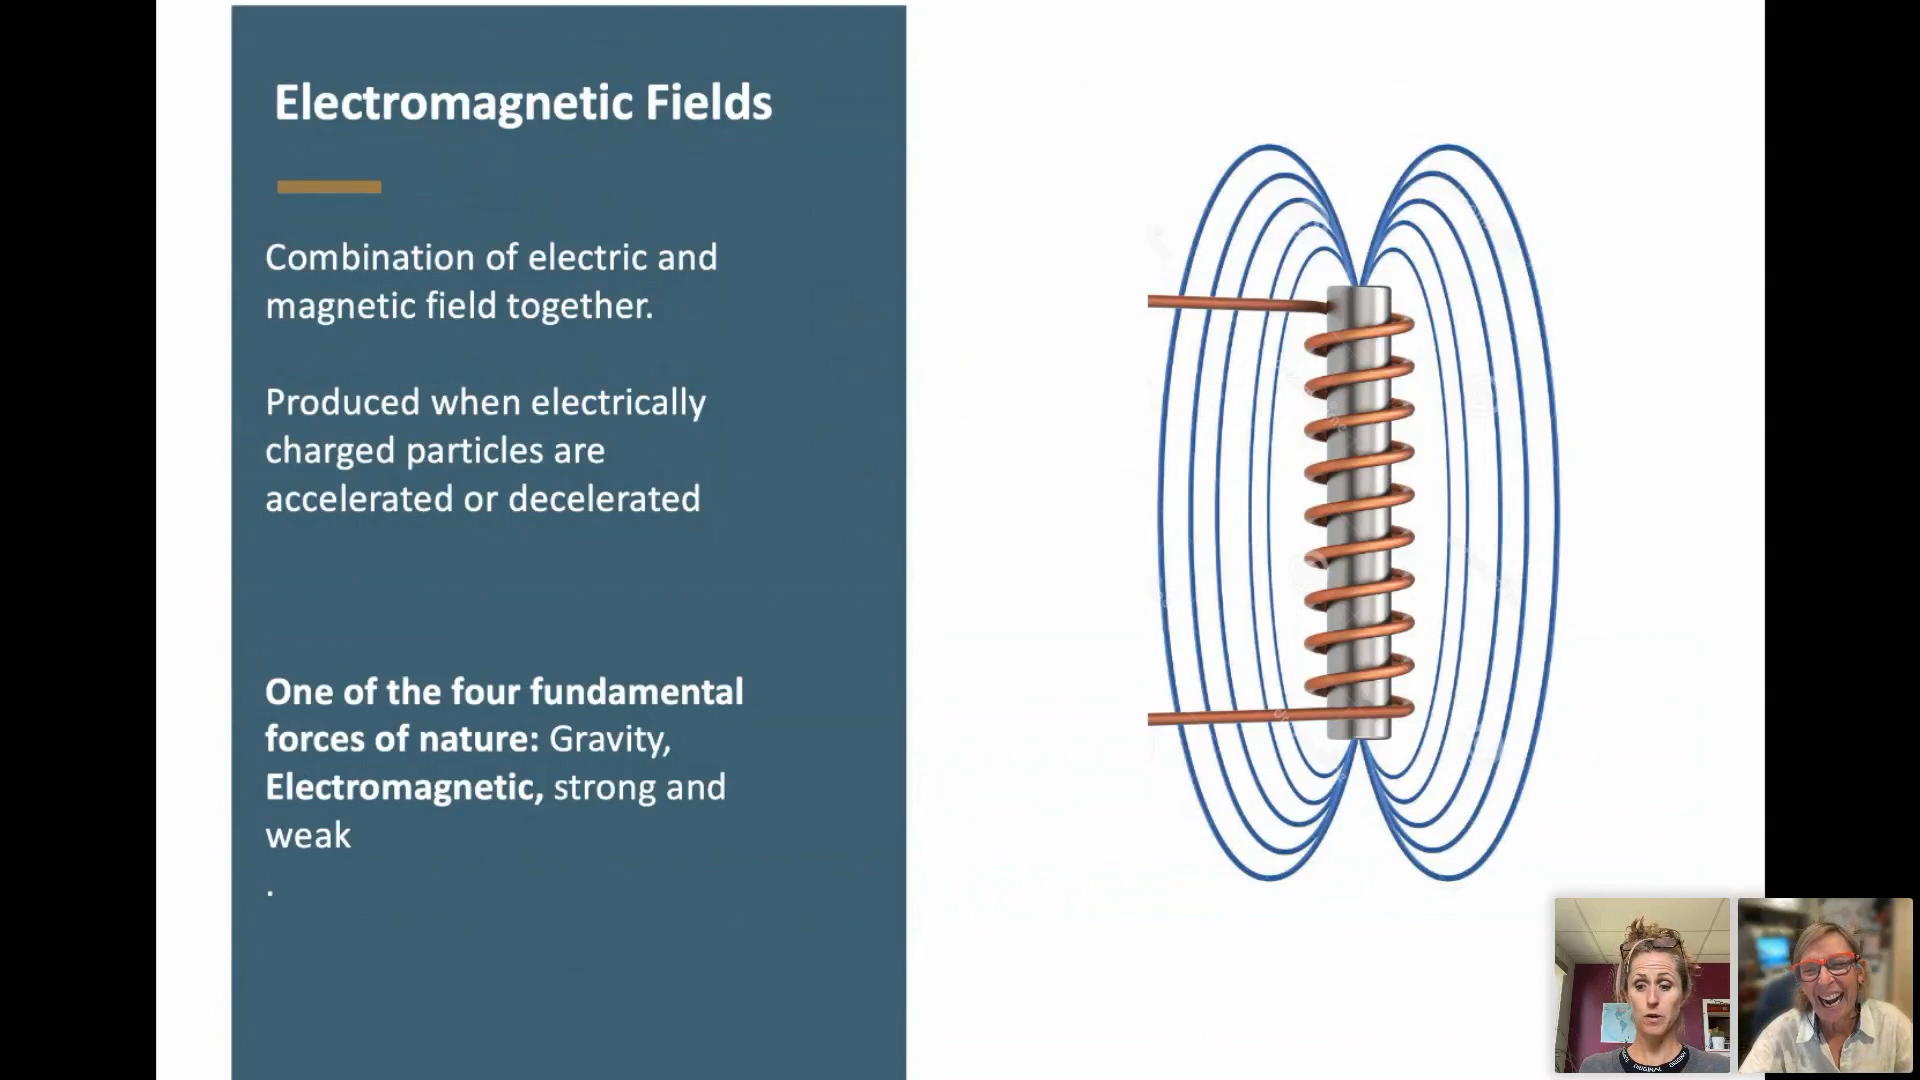 Electromagnetic Fields
Combination of electric and
magnetic field together.
Produced when electrically
charged particles are
accelerated or decelerated
One of the four fundamental
forces of nature: Gravity,
Electromagnetic, strong and
weak
.
ORIGINAL